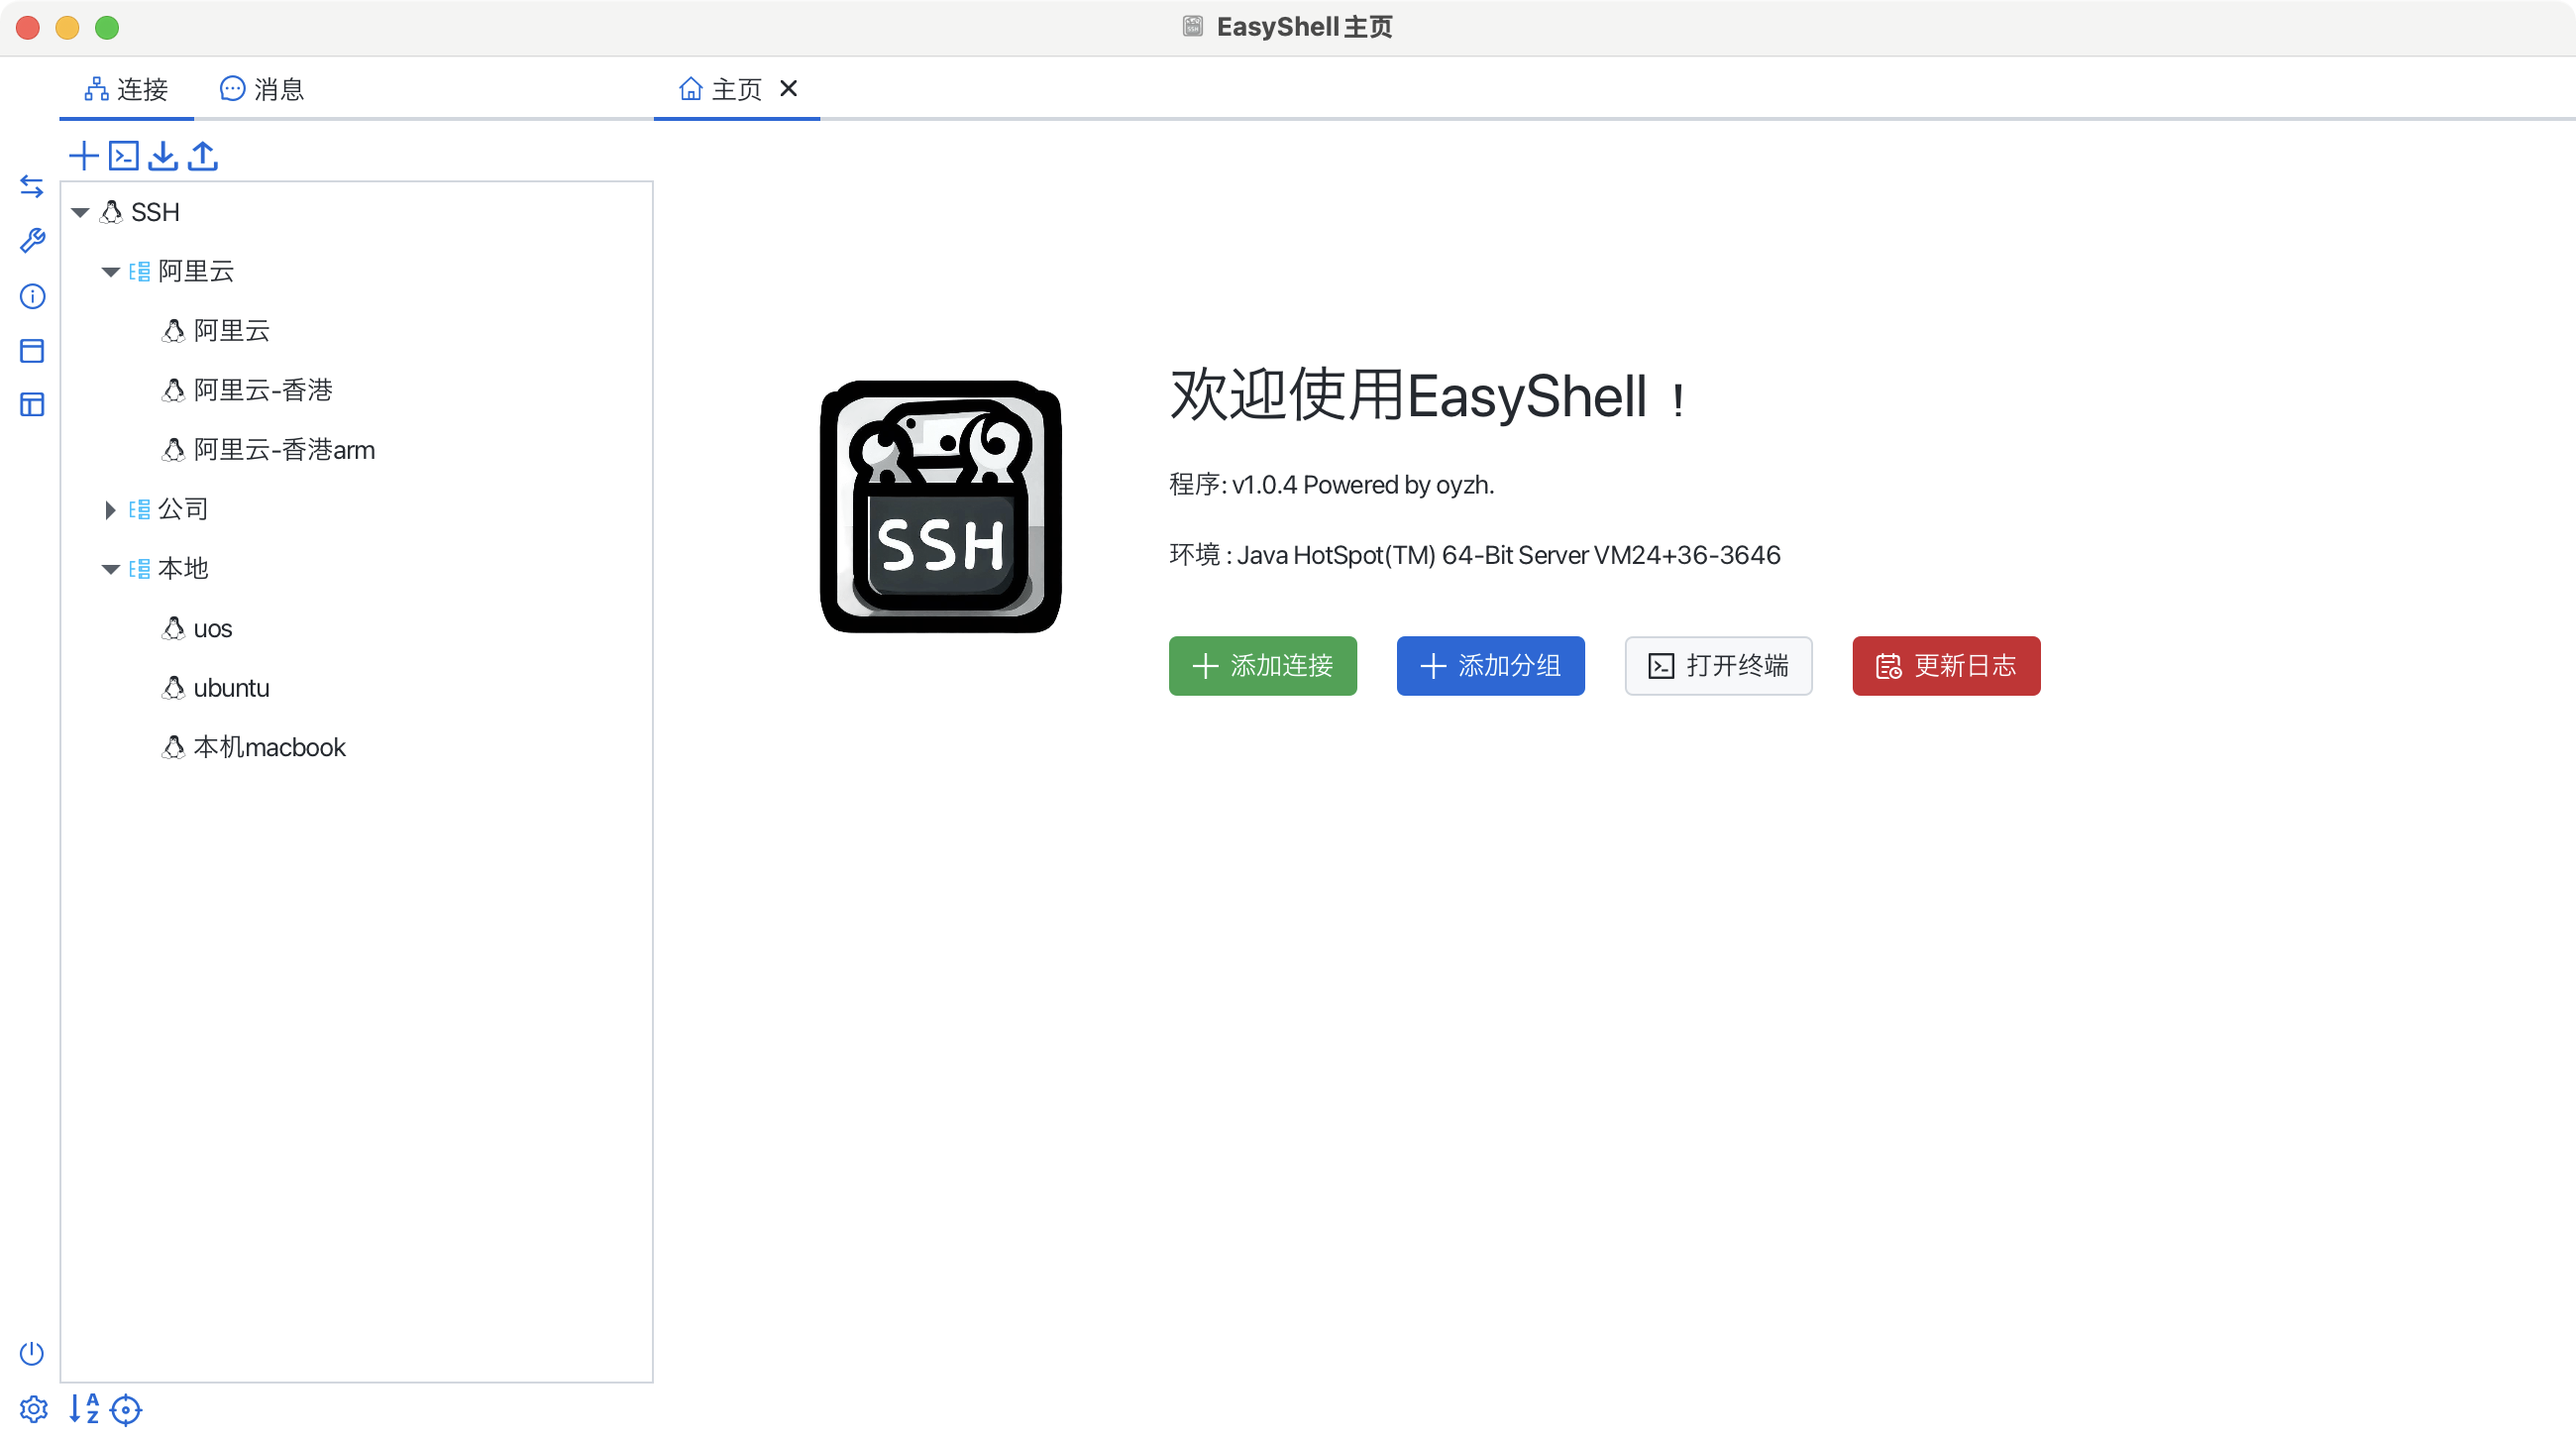 EasyShell主页
连接
消息
主页
SSH
阿里云
阿里云
阿里云-香港
阿里云-香港arm
公司
本地
uos
ubuntu
本机macbook
SSH
欢迎使用EasyShell！
程序: v1.0.4 Powered by oyzh.
环境 : Java HotSpot(TM) 64-Bit Server VM24+36-3646
添加连接
添加分组
打开终端
更新日志
A
Z